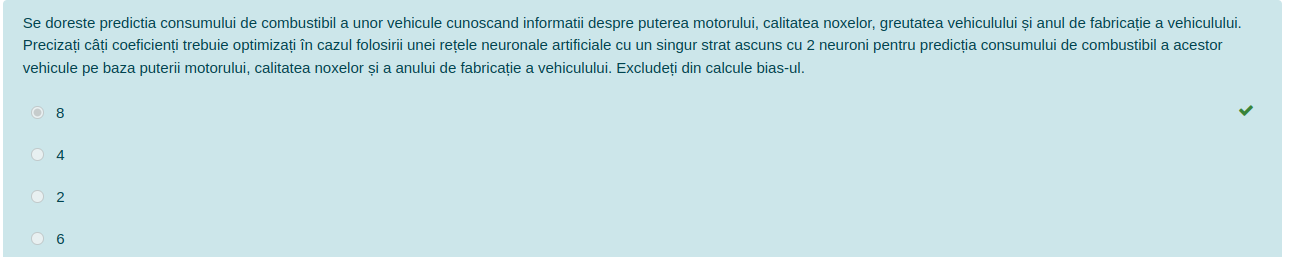 Se doreste predictia consumului de combustibil a unor vehicule cunoscand informatii despre puterea motorului, calitatea noxelor, greutatea vehiculului și anul de fabricație a vehiculului.
Precizați câți coeficienți trebuie optimizați în cazul folosirii unei rețele neuronale artificiale cu un singur strat ascuns cu 2 neuroni pentru predicția consumului de combustibil a acestor
vehicule pe baza puterii motorului, calitatea noxelor și a anului de fabricație a vehiculului. Excludeți din calcule bias-ul.
8
4
2
6